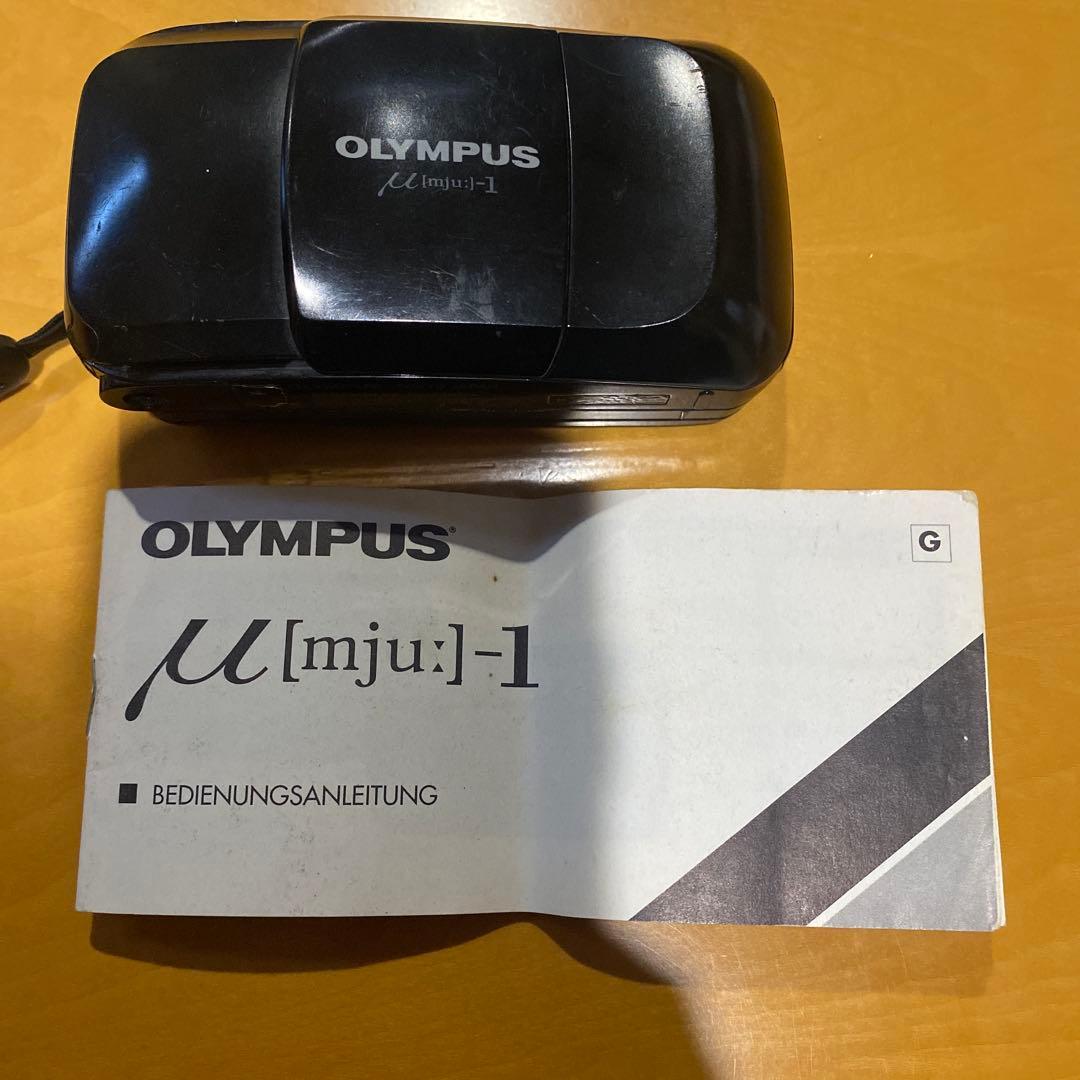 OLYMPUS
μ[mju:]-1
OLYMPUS®
G
μ[mju:]-1
■ BEDIENUNGSANLEITUNG